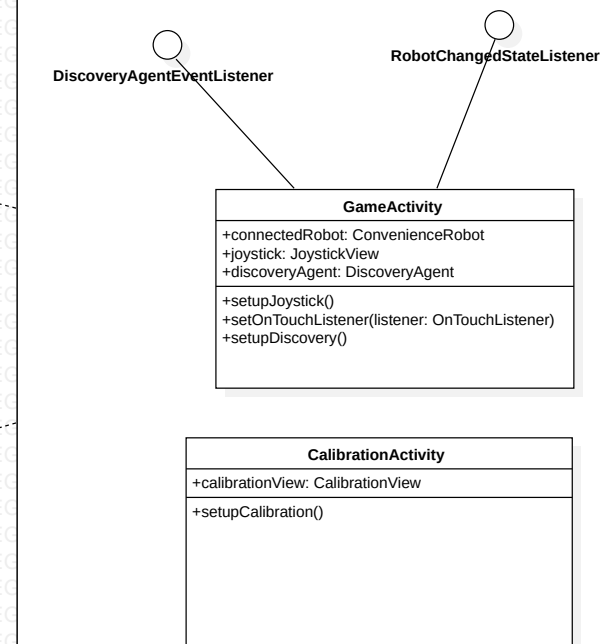 DiscoveryAgentEventListener
RobotChangedStateListener
GameActivity
+connectedRobot: ConvenienceRobot
+joystick: JoystickView
+discoveryAgent: DiscoveryAgent
+setupJoystick()
+setOnTouchListener(listener: OnTouchListener)
+setupDiscovery()
CalibrationActivity
+calibrationView: CalibrationView
+setupCalibration()